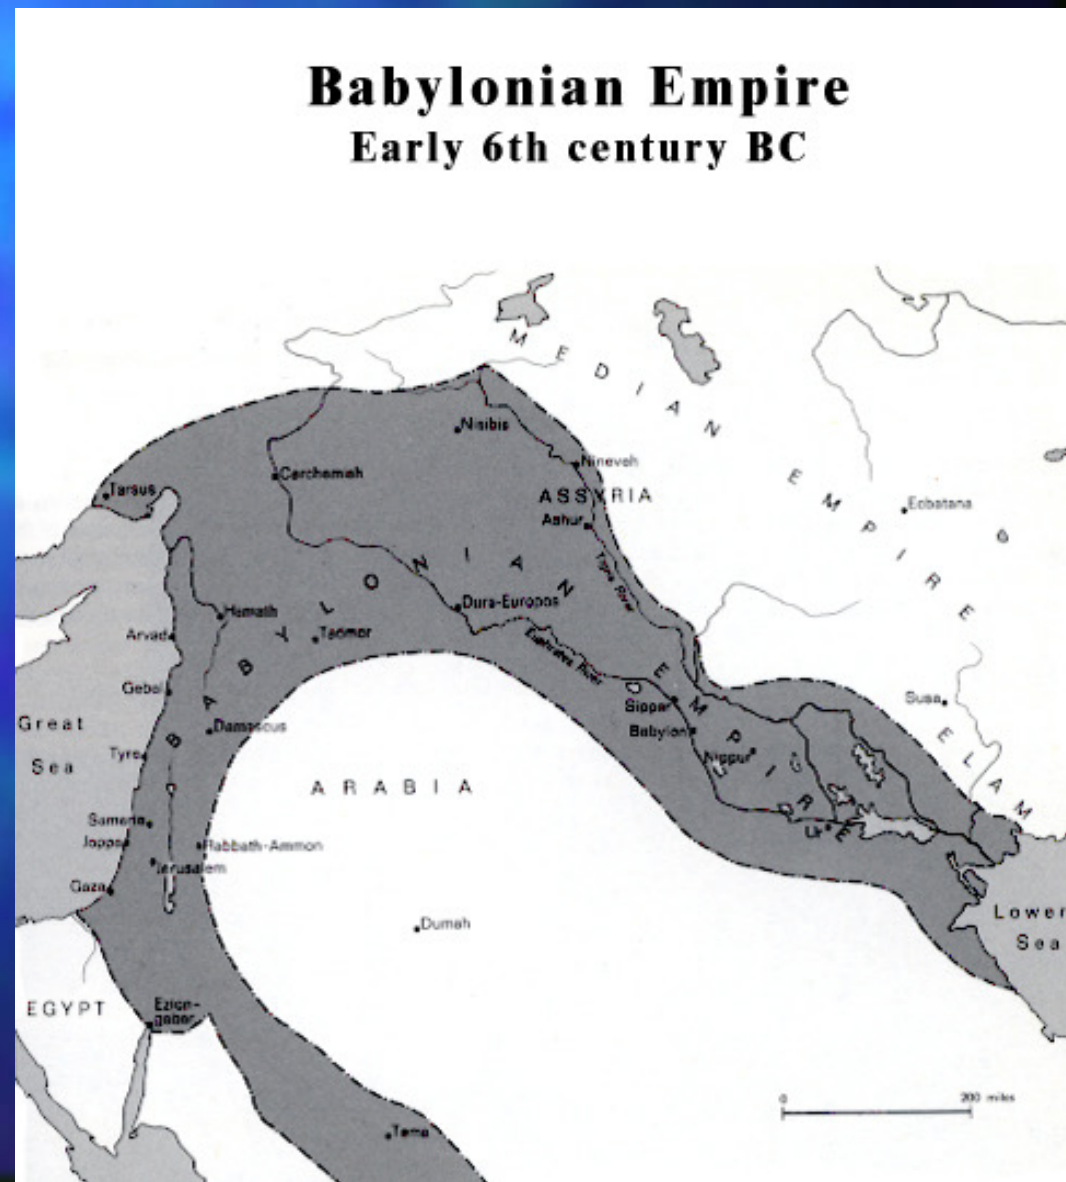 Babylonian Empire
Early 6th century BC
MEDIAN EMPIRE
Nisibis
Nineveh
Carchemish
Tarsus
ASSYRIA
Ecbatana
Ashur
Tigris River
BABYLONIAN EMPIRE
Dura-Europos
Hamath
Tadmor
Arvad
Euphrates River
Gebal
Susa
Sippar
Great
Sea
Damascus
Babylon
ELAM
Tyre
Nippur
ARABIA
Samaria
Ur
Joppa
Rabbath-Ammon
Jerusalem
Gaza
Lower
Sea
Dumah
EGYPT
Ezion-
geber
0 200 miles
Tema